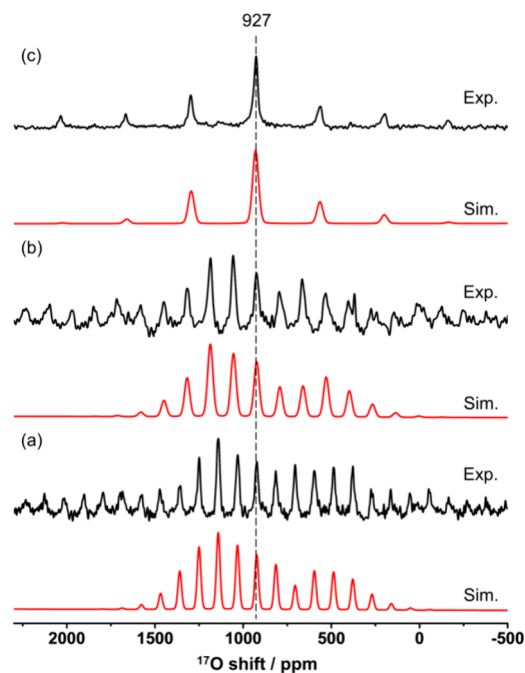 927
(c)
Exp.
Sim.
(b)
Exp.
Sim.
(a)
Exp.
Sim.
2000 1500 1000 500 0 -500
¹⁷O shift / ppm